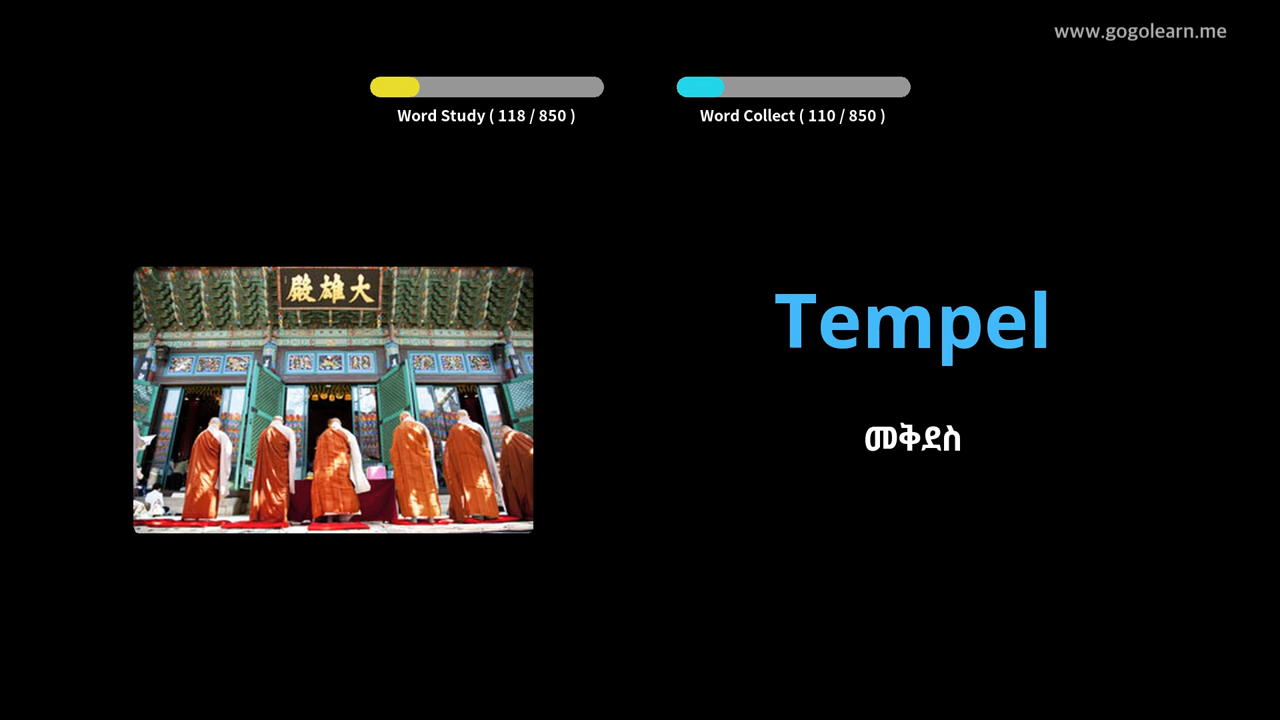 www.gogolearn.me
Word Study ( 118 / 850 )
Word Collect ( 110 / 850 )
殿雄大
Tempel
መቅደስ